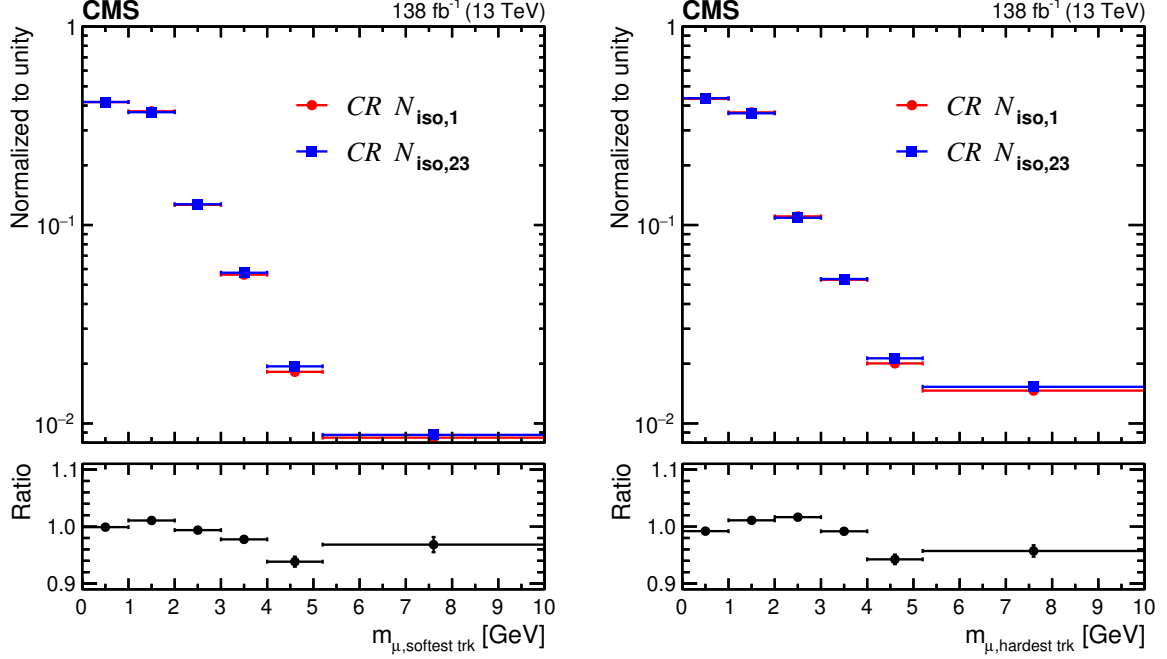 CMS 138 fb⁻¹ (13 TeV)
Normalized to unity
1
10⁻¹
10⁻²
CR N_iso,1
CR N_iso,23
Ratio
1.1
1.0
0.9
0 1 2 3 4 5 6 7 8 9 10
m_μ,softest trk [GeV]
CMS 138 fb⁻¹ (13 TeV)
Normalized to unity
1
10⁻¹
10⁻²
CR N_iso,1
CR N_iso,23
Ratio
1.1
1.0
0.9
0 1 2 3 4 5 6 7 8 9 10
m_μ,hardest trk [GeV]